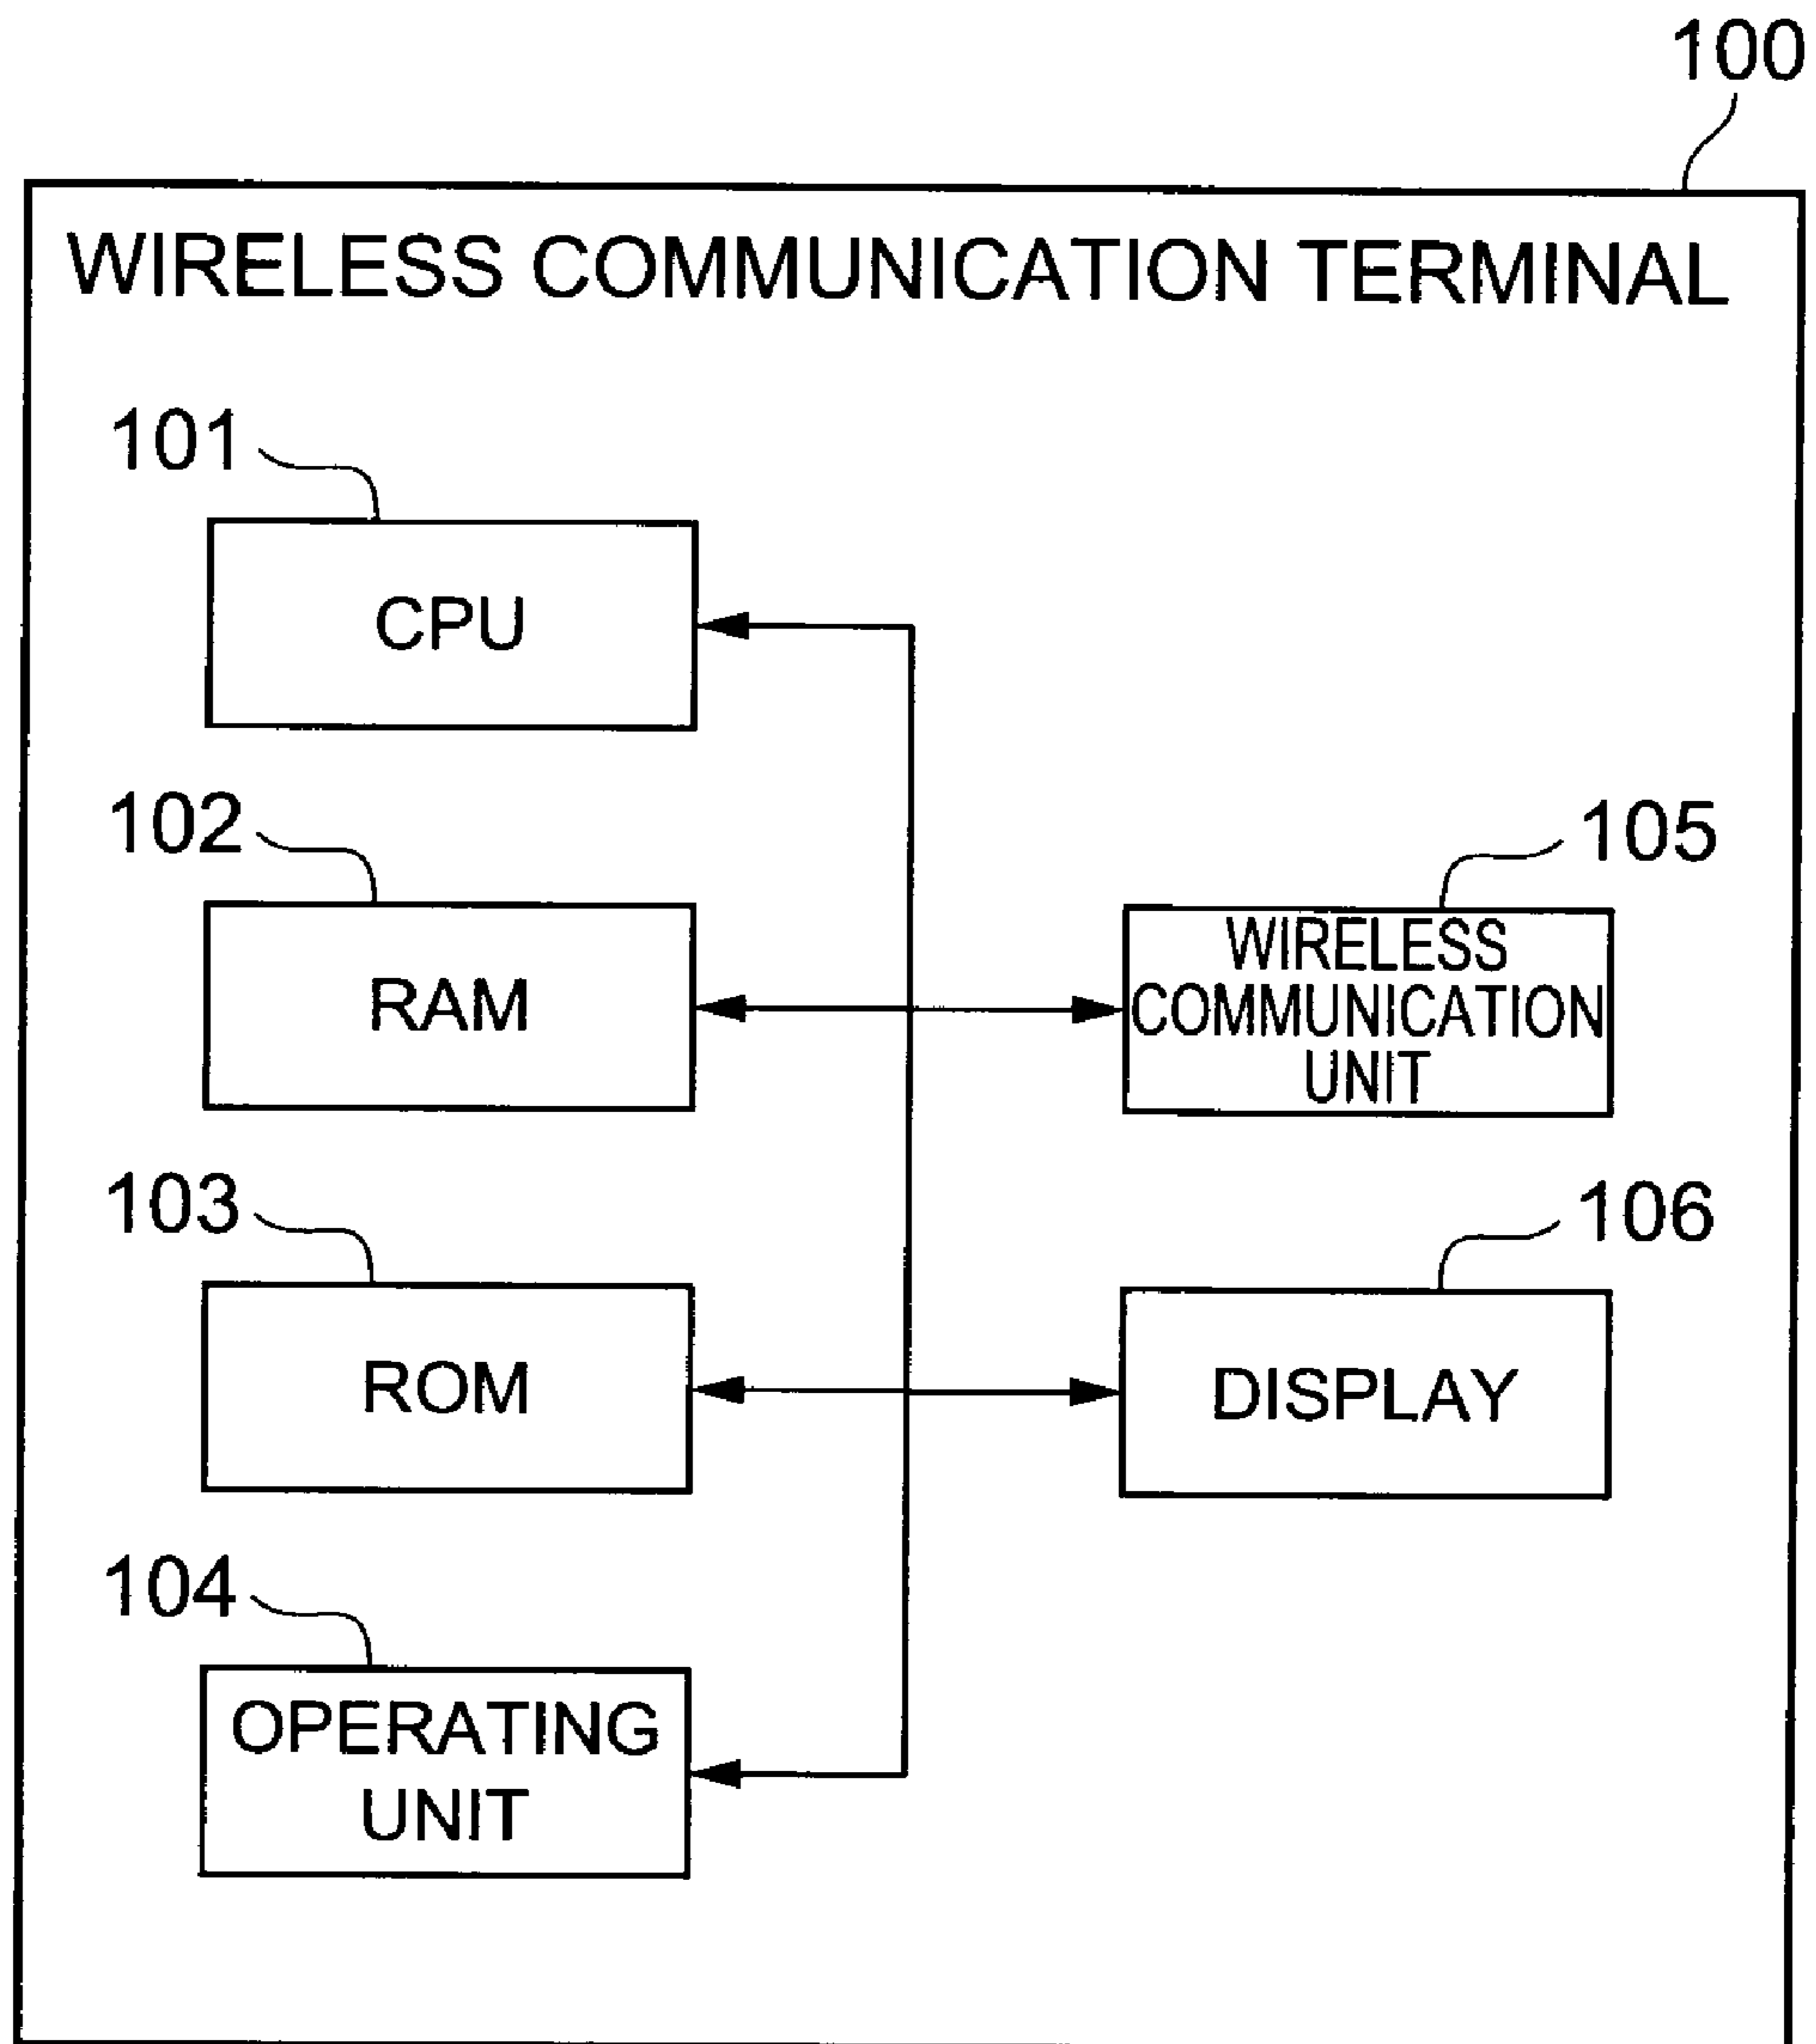 100
WIRELESS COMMUNICATION TERMINAL
101
CPU
102
RAM
103
ROM
104
OPERATING
UNIT
105
WIRELESS
COMMUNICATION
UNIT
106
DISPLAY